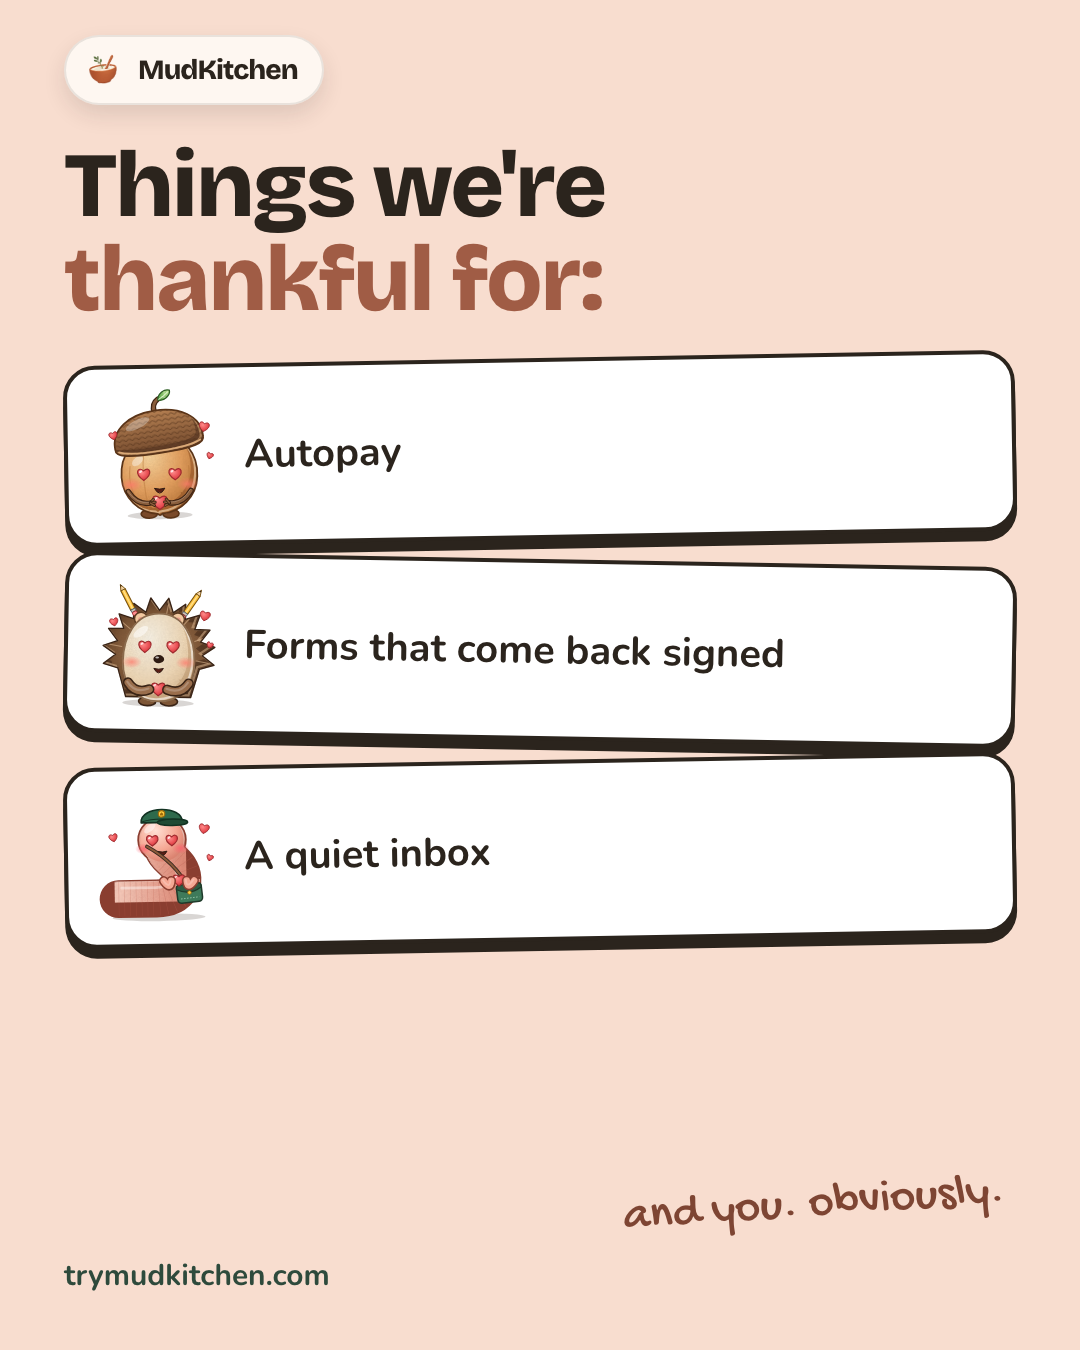 MudKitchen
Things we're
thankful for:
Autopay
Forms that come back signed
A quiet inbox
and you. obviously.
trymudkitchen.com